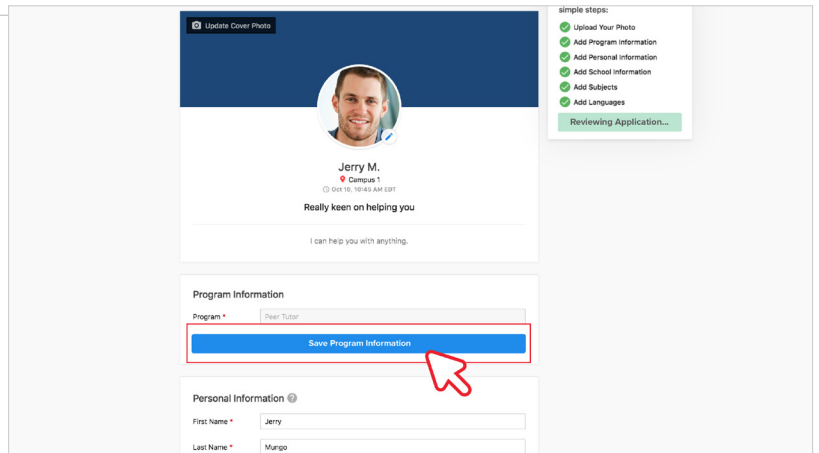 Update Cover Photo
Jerry M.
Campus 1
Oct 10, 10:45 AM EDT
Really keen on helping you
I can help you with anything.
Program Information
Program *
Peer Tutor
Save Program Information
Personal Information ?
First Name *
Jerry
Last Name *
Mungo
simple steps:
Upload Your Photo
Add Program Information
Add Personal Information
Add School Information
Add Subjects
Add Languages
Reviewing Application...